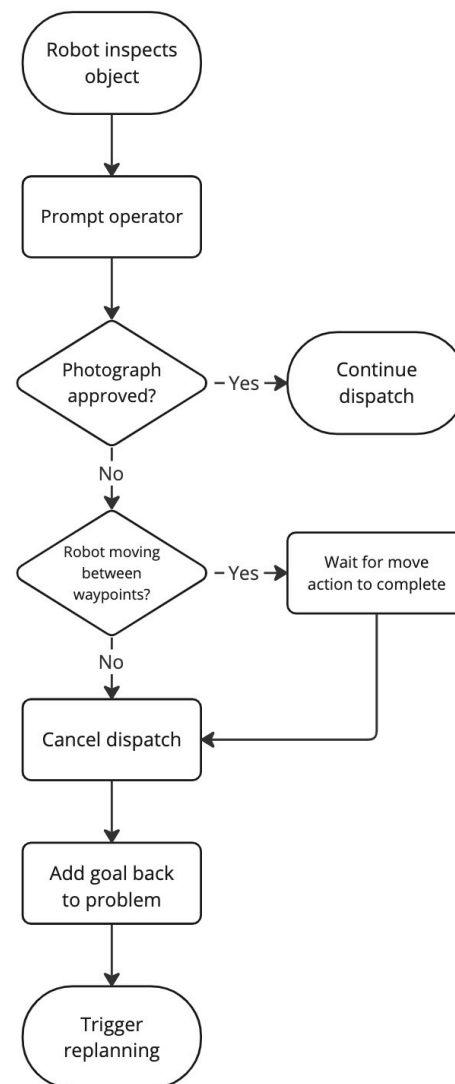 Robot inspects
object
Prompt operator
Photograph
approved?
Yes
Continue
dispatch
No
Robot moving
between
waypoints?
Yes
Wait for move
action to complete
No
Cancel dispatch
Add goal back
to problem
Trigger
replanning